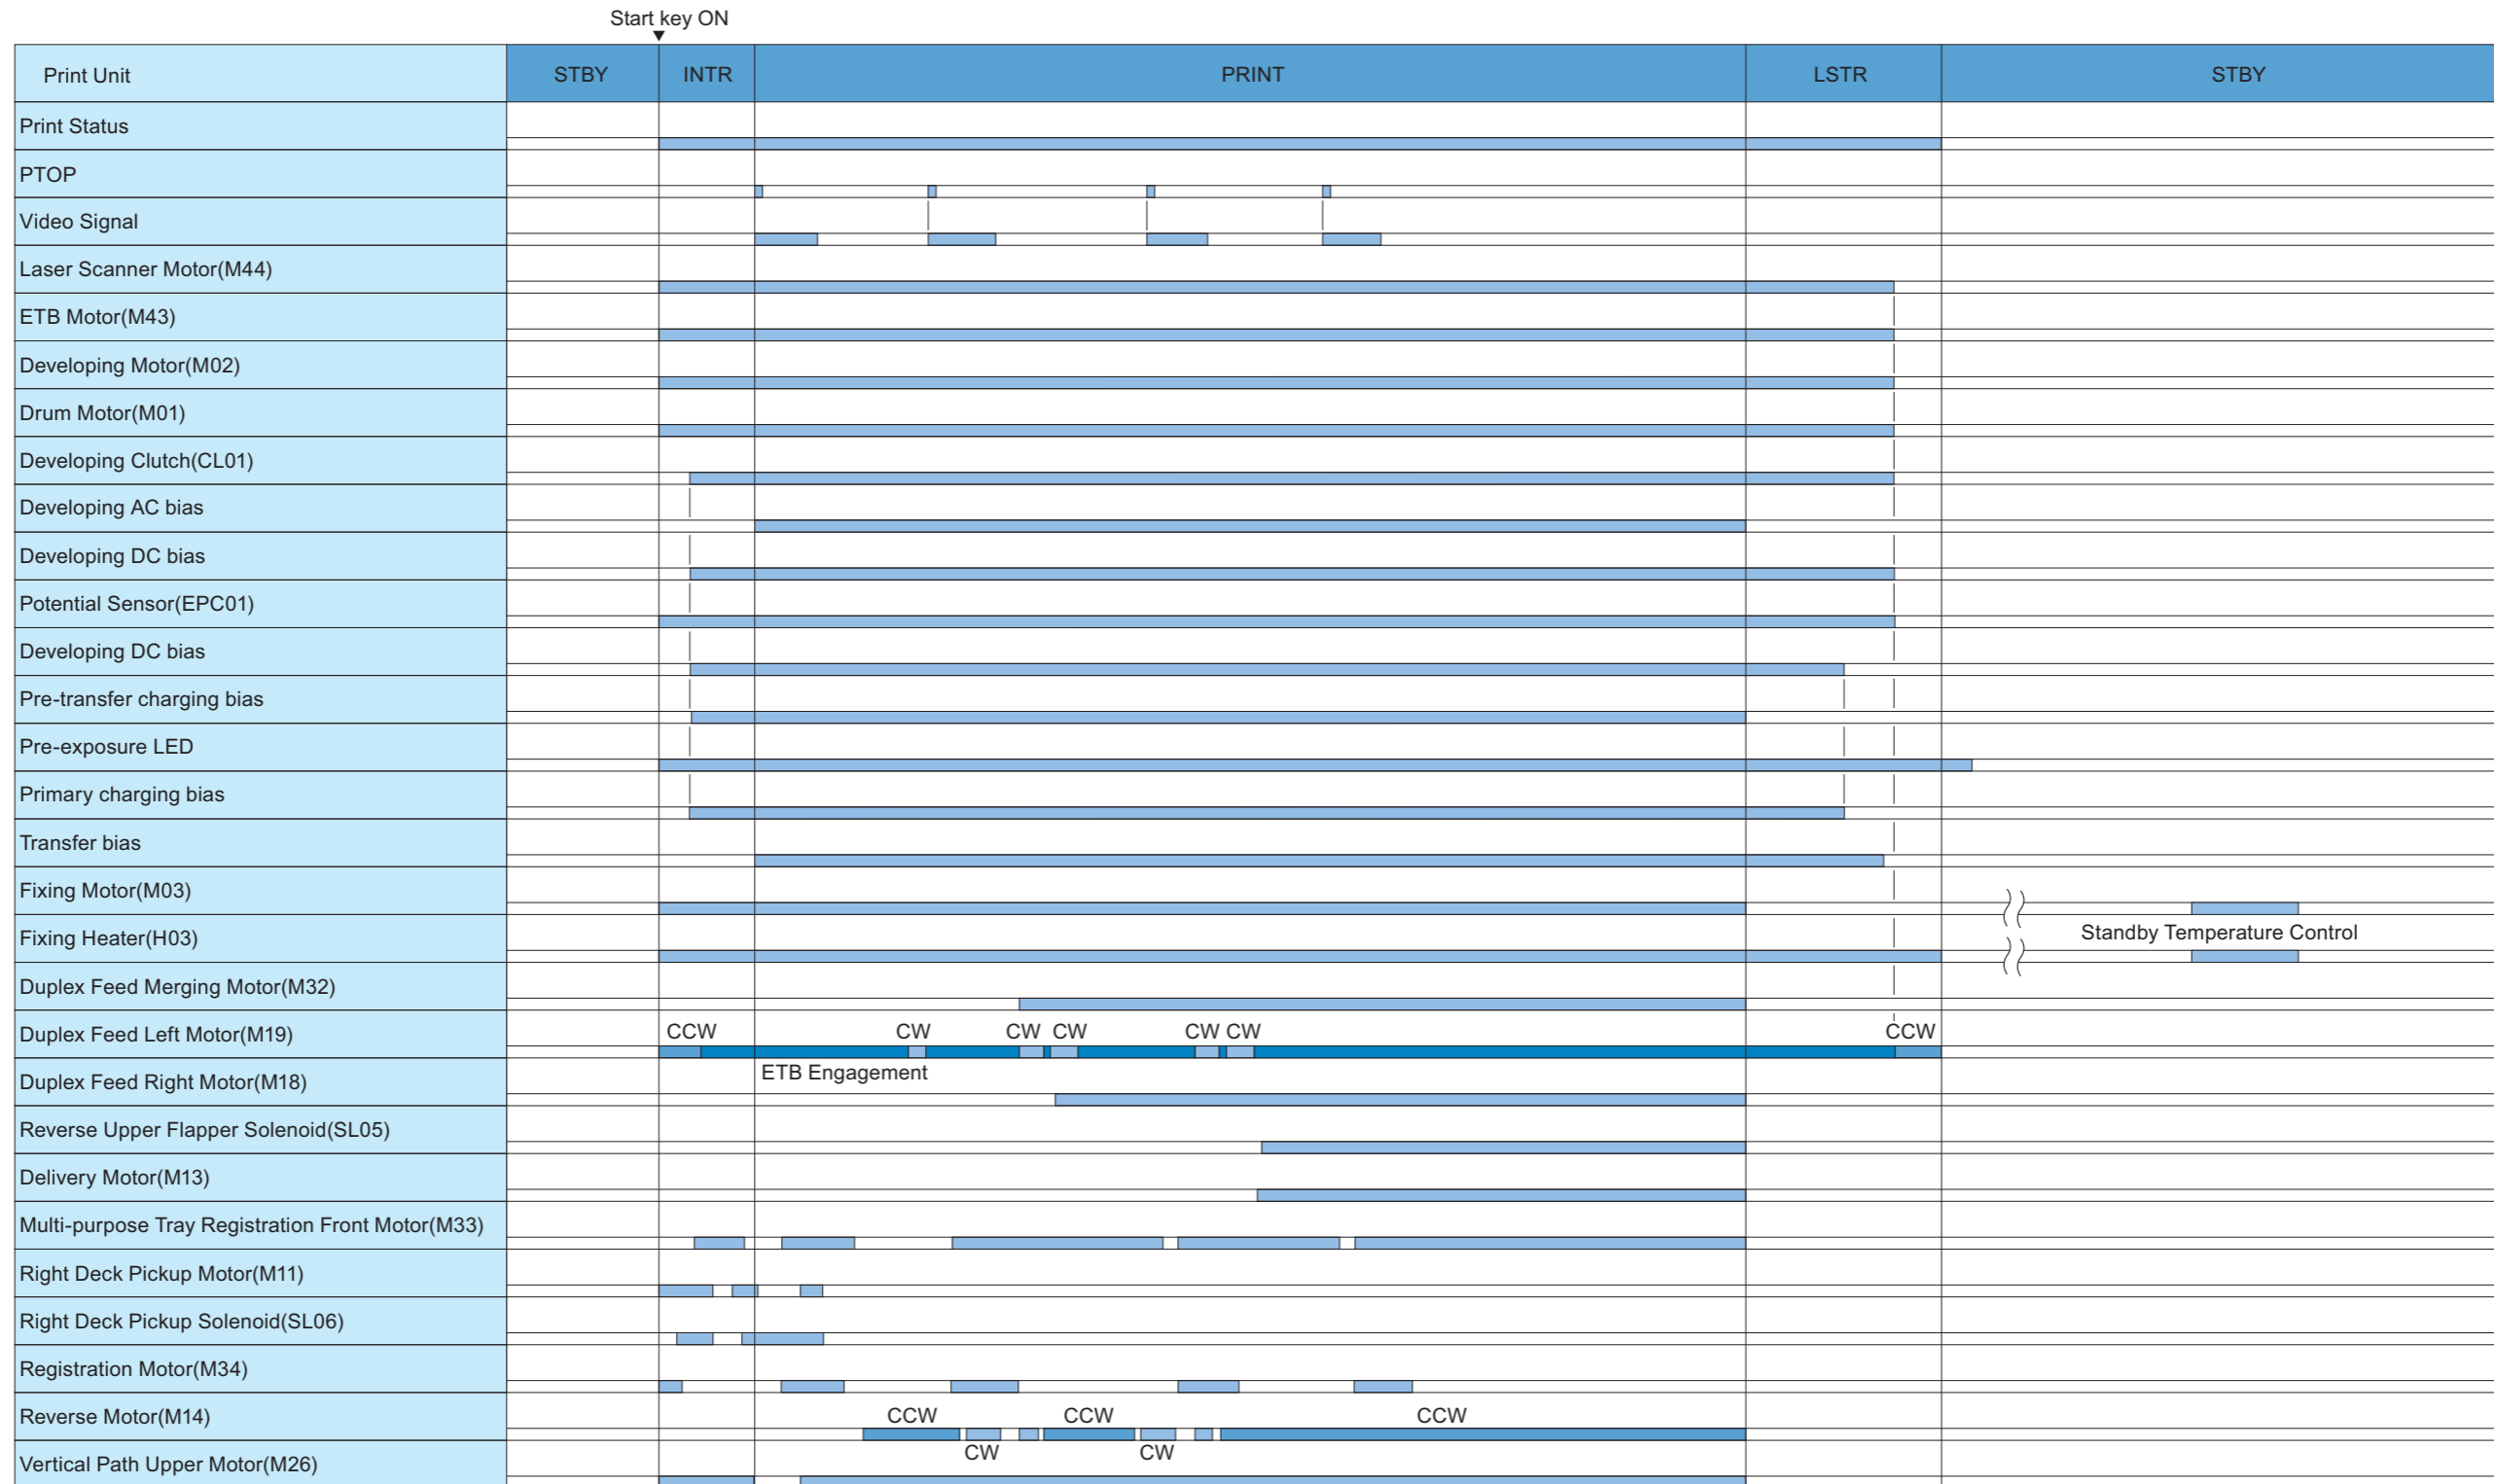 Start key ON
Print Unit STBY INTR PRINT LSTR STBY
Print Status
PTOP
Video Signal
Laser Scanner Motor(M44)
ETB Motor(M43)
Developing Motor(M02)
Drum Motor(M01)
Developing Clutch(CL01)
Developing AC bias
Developing DC bias
Potential Sensor(EPC01)
Developing DC bias
Pre-transfer charging bias
Pre-exposure LED
Primary charging bias
Transfer bias
Fixing Motor(M03)
Fixing Heater(H03) Standby Temperature Control
Duplex Feed Merging Motor(M32)
Duplex Feed Left Motor(M19) CCW CW CW CW CW CW CCW
ETB Engagement
Duplex Feed Right Motor(M18)
Reverse Upper Flapper Solenoid(SL05)
Delivery Motor(M13)
Multi-purpose Tray Registration Front Motor(M33)
Right Deck Pickup Motor(M11)
Right Deck Pickup Solenoid(SL06)
Registration Motor(M34)
Reverse Motor(M14) CCW CCW CCW
CW CW
Vertical Path Upper Motor(M26)